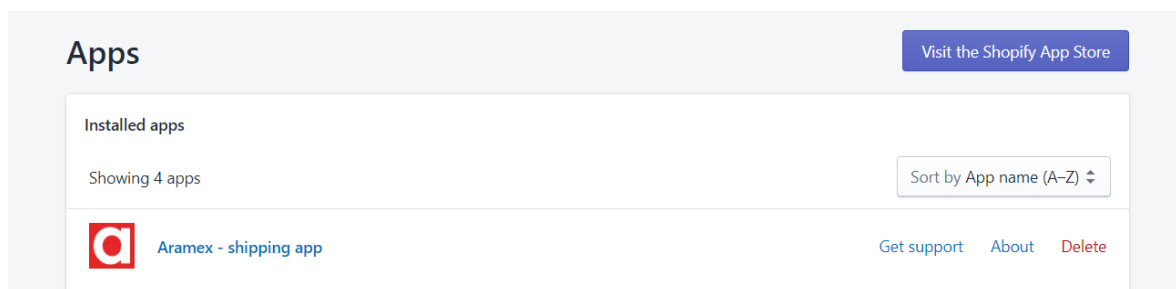 Apps
Visit the Shopify App Store
Installed apps
Showing 4 apps
Sort by App name (A–Z)
a
Aramex - shipping app
Get support About Delete